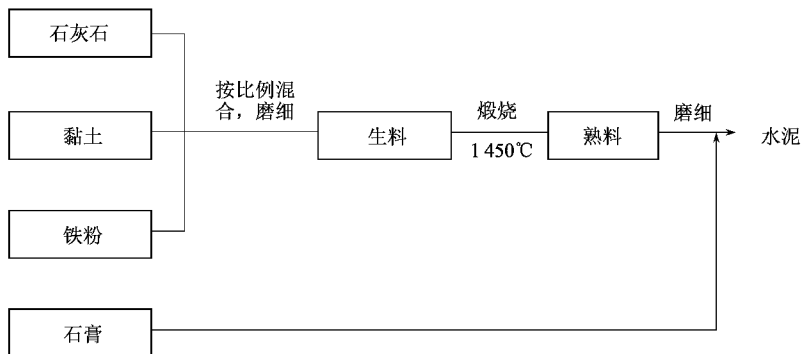 石灰石
按比例混
合，磨细
黏土
生料
煅烧
1 450℃
熟料
磨细
水泥
铁粉
石膏